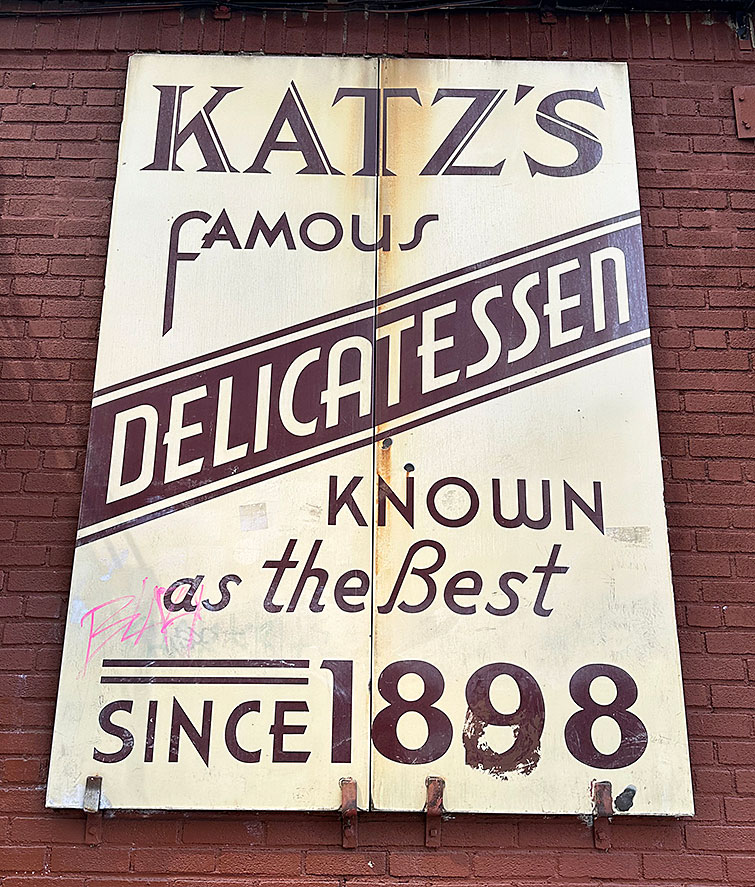 KATZ'S
fAMOUS
DELICATESSEN
KNOWN
as the Best
SINCE 1898